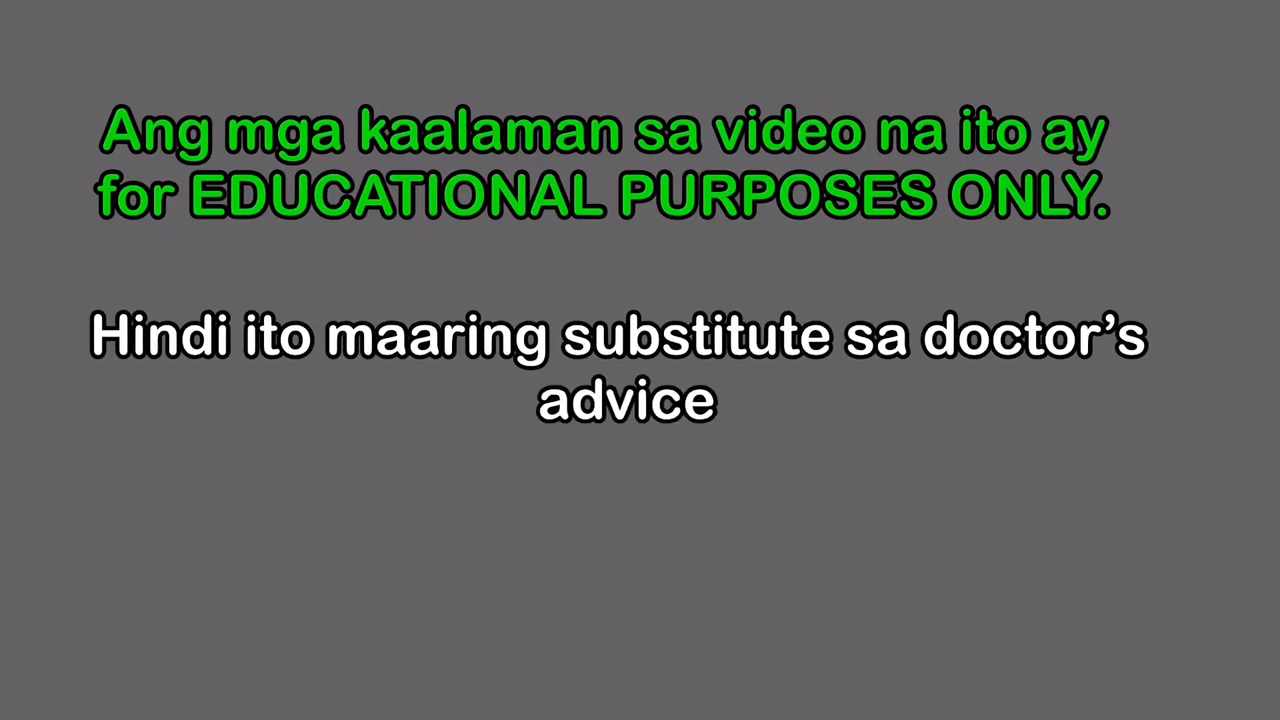 Ang mga kaalaman sa video na ito ay
for EDUCATIONAL PURPOSES ONLY.
Hindi ito maaring substitute sa doctor’s
advice